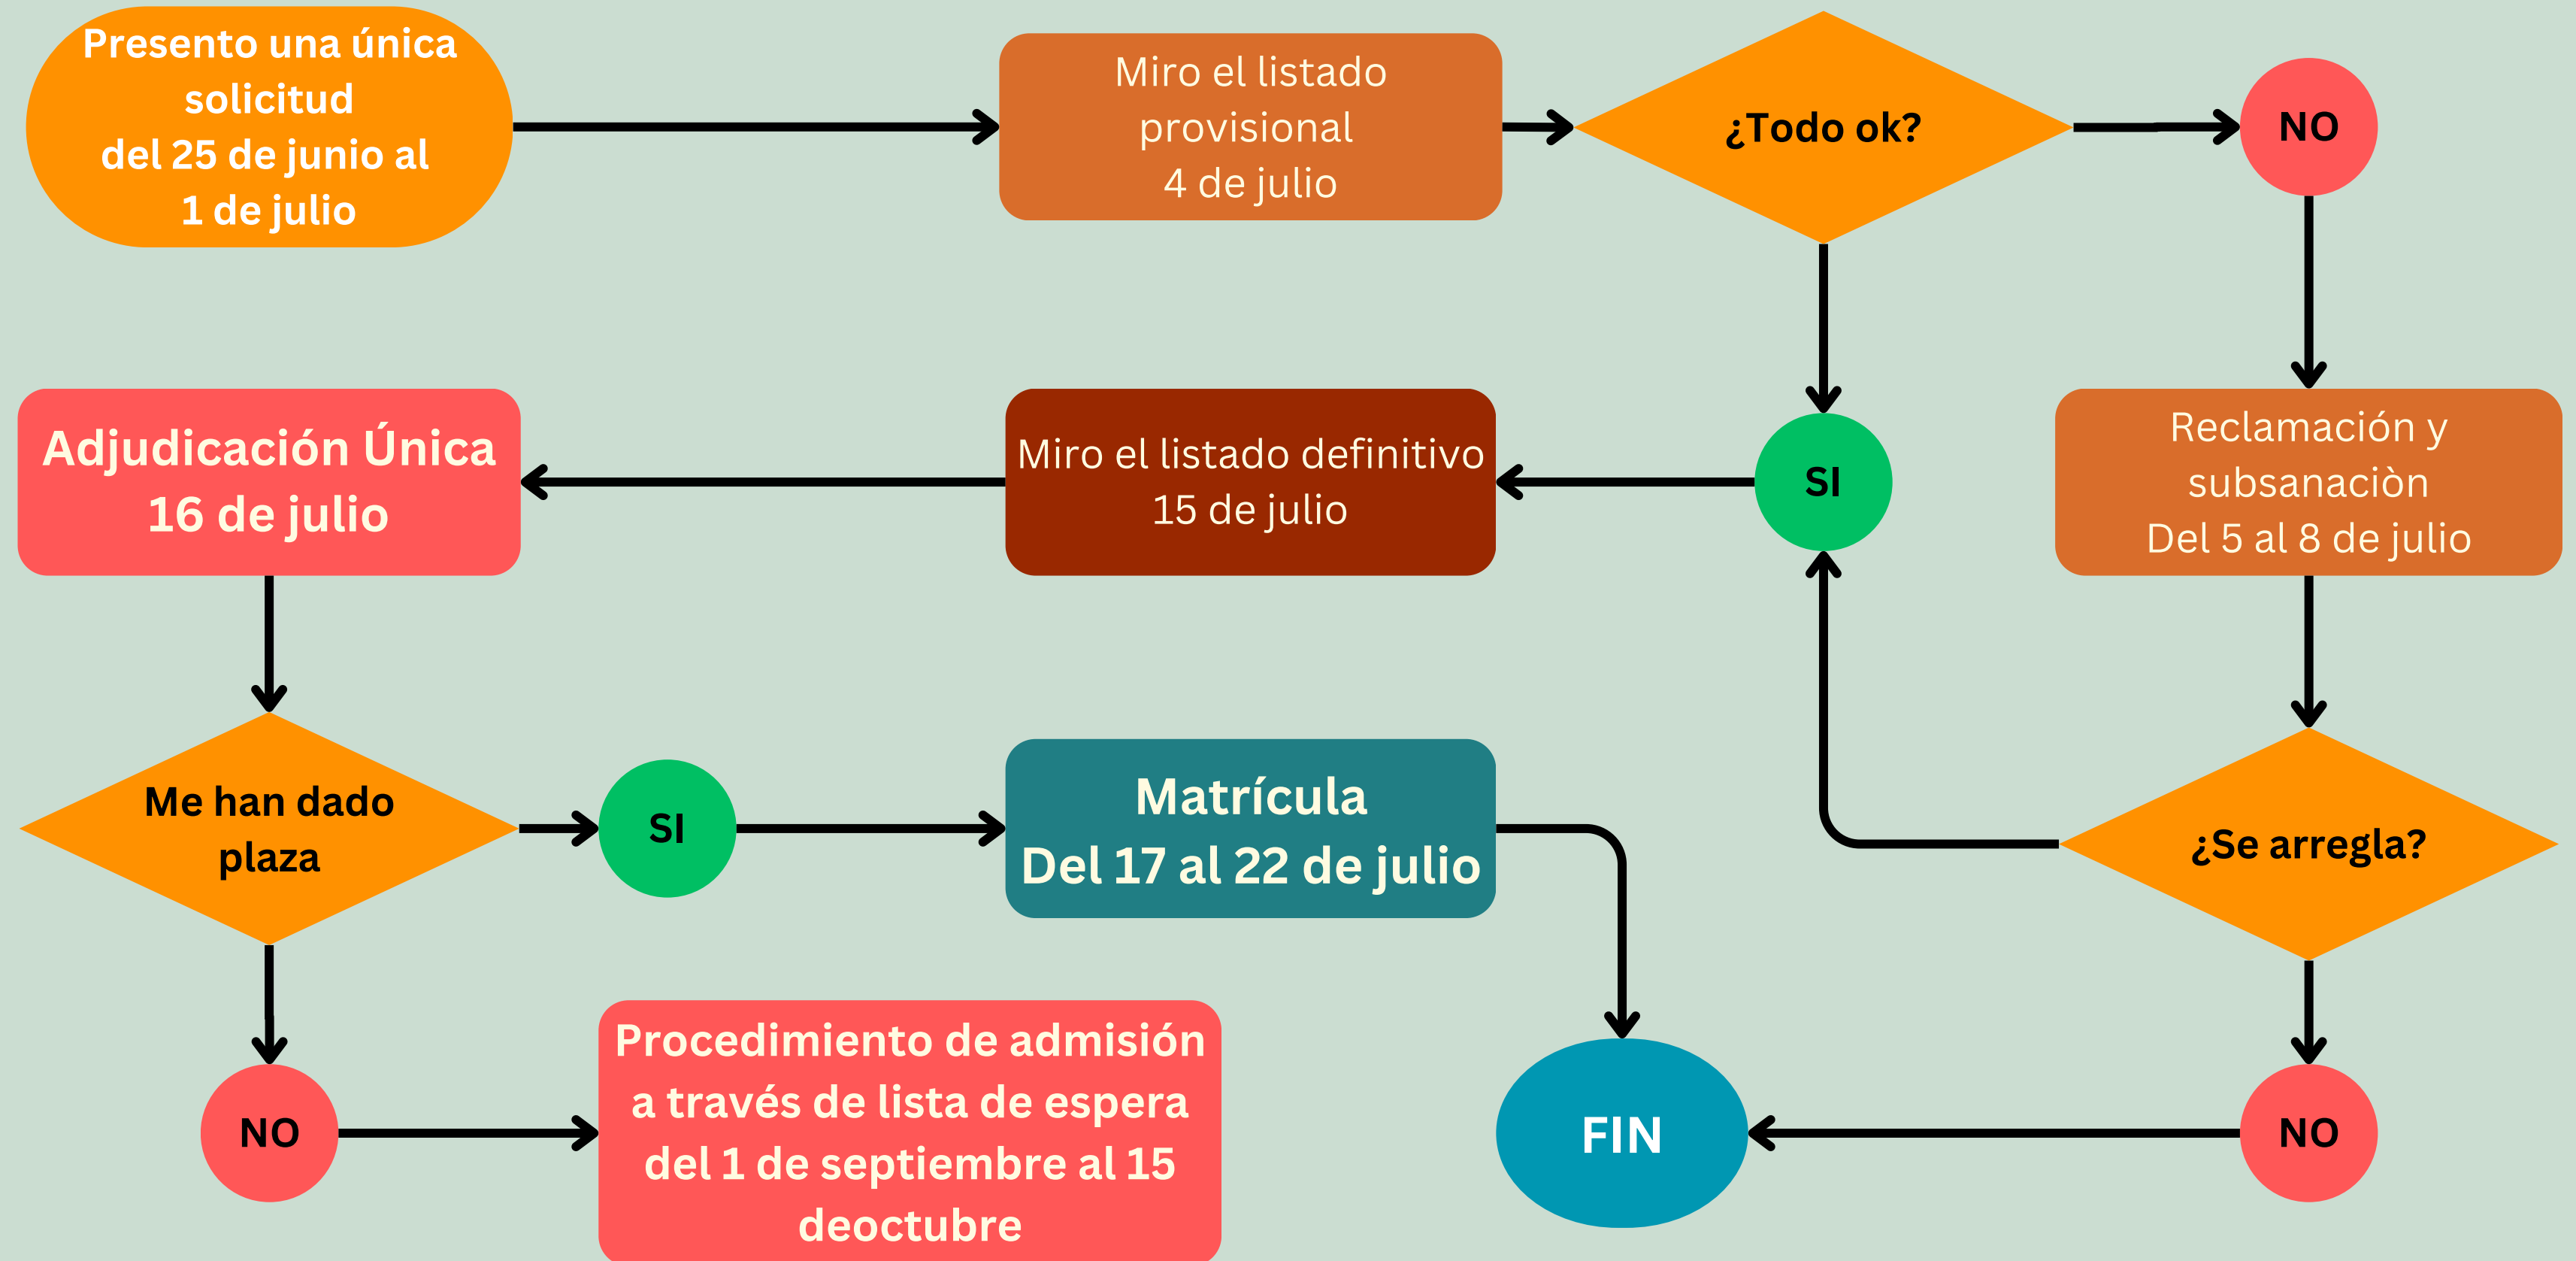 Presento una única
solicitud
del 25 de junio al
1 de julio
Miro el listado
provisional
4 de julio
¿Todo ok?
NO
Adjudicación Única
16 de julio
Miro el listado definitivo
15 de julio
SI
Reclamación y
subsanaciòn
Del 5 al 8 de julio
Me han dado
plaza
SI
Matrícula
Del 17 al 22 de julio
¿Se arregla?
NO
Procedimiento de admisión
a través de lista de espera
del 1 de septiembre al 15
deoctubre
FIN
NO